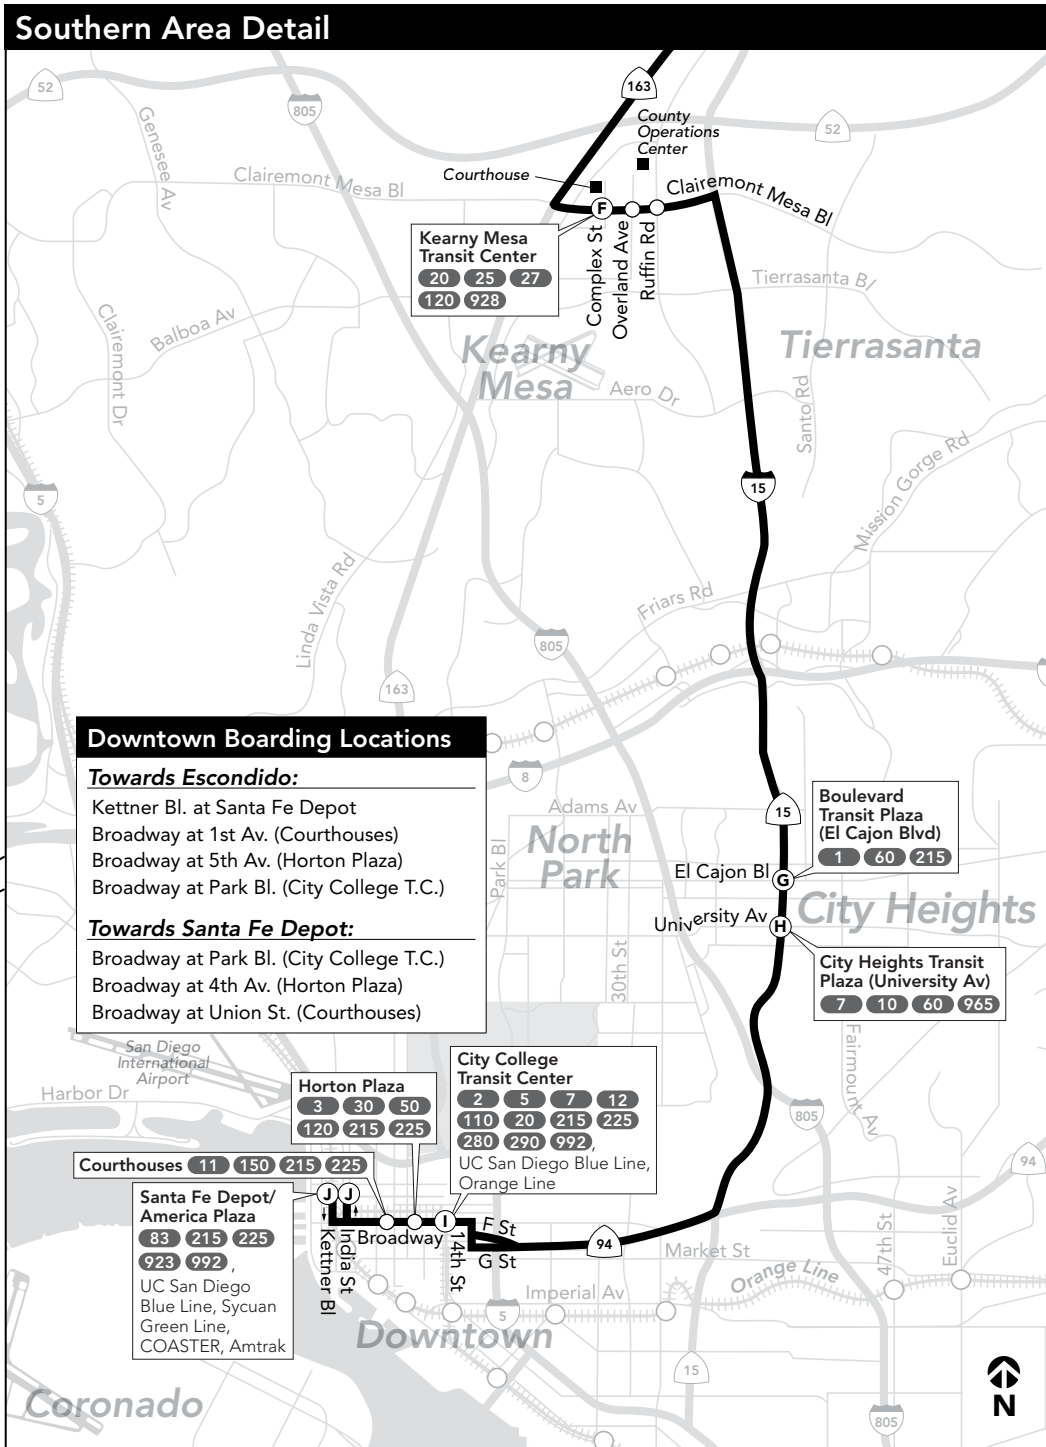 Southern Area Detail
52
805
163
County
Operations
Center
52
Genesee Av
Courthouse
Clairemont Mesa Bl
Clairemont Mesa Bl
F
Kearny Mesa
Transit Center
20 25 27
120 928
Complex St
Overland Ave
Ruffin Rd
Tierrasanta Bl
Clairemont Dr
Balboa Av
Kearny
Mesa
Tierrasanta
Aero Dr
Santo Rd
Mission Gorge Rd
5
15
Linda Vista Rd
Friars Rd
805
163
Downtown Boarding Locations
Towards Escondido:
Kettner Bl. at Santa Fe Depot
Broadway at 1st Av. (Courthouses)
Broadway at 5th Av. (Horton Plaza)
Broadway at Park Bl. (City College T.C.)
Towards Santa Fe Depot:
Broadway at Park Bl. (City College T.C.)
Broadway at 4th Av. (Horton Plaza)
Broadway at Union St. (Courthouses)
8
Adams Av
15
Boulevard
Transit Plaza
(El Cajon Blvd)
1 60 215
North
Park
Park Bl
El Cajon Bl
G
City Heights
University Av
H
30th St
City Heights Transit
Plaza (University Av)
7 10 60 965
San Diego
International
Airport
Harbor Dr
Fairmount Av
Horton Plaza
3 30 50
120 215 225
City College
Transit Center
2 5 7 12
110 20 215 225
280 290 992,
UC San Diego Blue Line,
Orange Line
805
94
Courthouses 11 150 215 225
Santa Fe Depot/
America Plaza
83 215 225
923 992 ,
UC San Diego
Blue Line, Sycuan
Green Line,
COASTER, Amtrak
J J
I
Kettner Bl
India St
Broadway
14th St
F St
G St
94
Market St
47th St
Euclid Av
Orange Line
Imperial Av
5
Downtown
15
Coronado
805
N